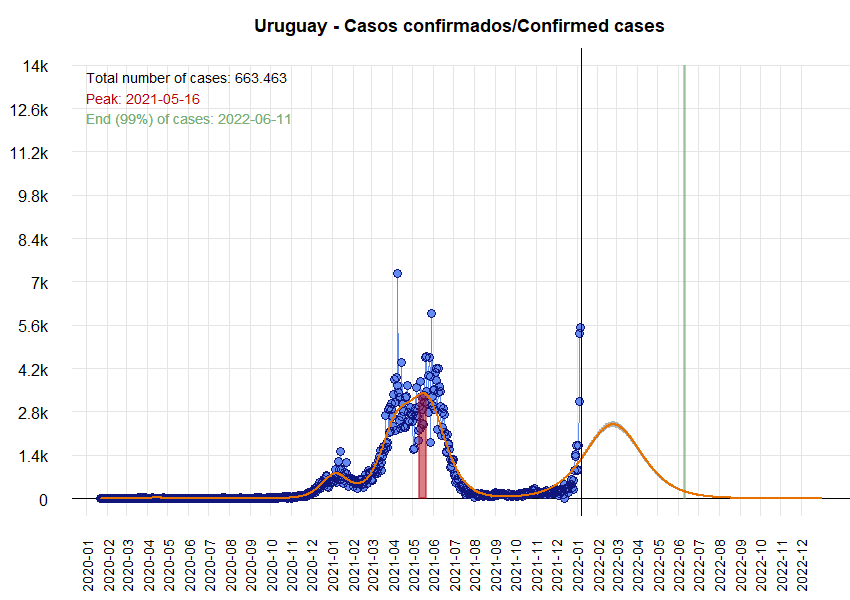 Uruguay - Casos confirmados/Confirmed cases
14k
Total number of cases: 663.463
Peak: 2021-05-16
End (99%) of cases: 2022-06-11
12.6k
11.2k
9.8k
8.4k
7k
5.6k
4.2k
2.8k
1.4k
0
2020-01
2020-02
2020-03
2020-04
2020-05
2020-06
2020-07
2020-08
2020-09
2020-10
2020-11
2020-12
2021-01
2021-02
2021-03
2021-04
2021-05
2021-06
2021-07
2021-08
2021-09
2021-10
2021-11
2021-12
2022-01
2022-02
2022-03
2022-04
2022-05
2022-06
2022-07
2022-08
2022-09
2022-10
2022-11
2022-12